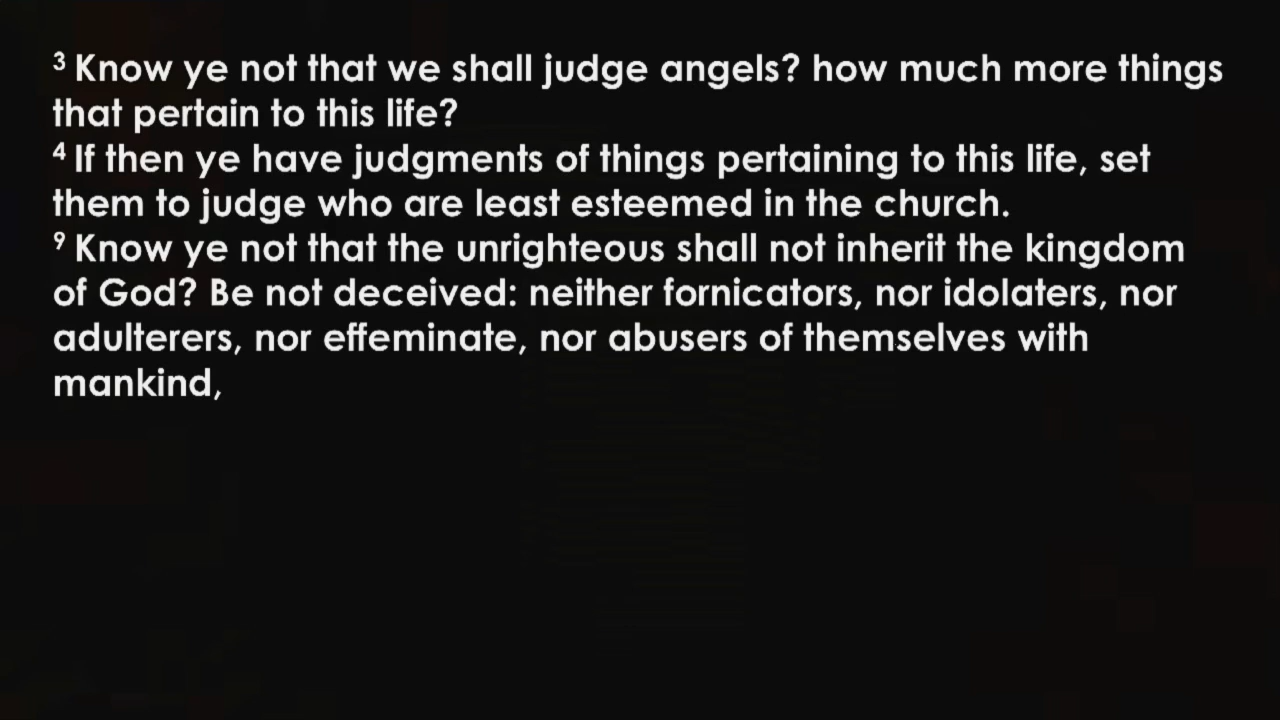 ³ Know ye not that we shall judge angels? how much more things
that pertain to this life?
⁴ If then ye have judgments of things pertaining to this life, set
them to judge who are least esteemed in the church.
⁹ Know ye not that the unrighteous shall not inherit the kingdom
of God? Be not deceived: neither fornicators, nor idolaters, nor
adulterers, nor effeminate, nor abusers of themselves with
mankind,